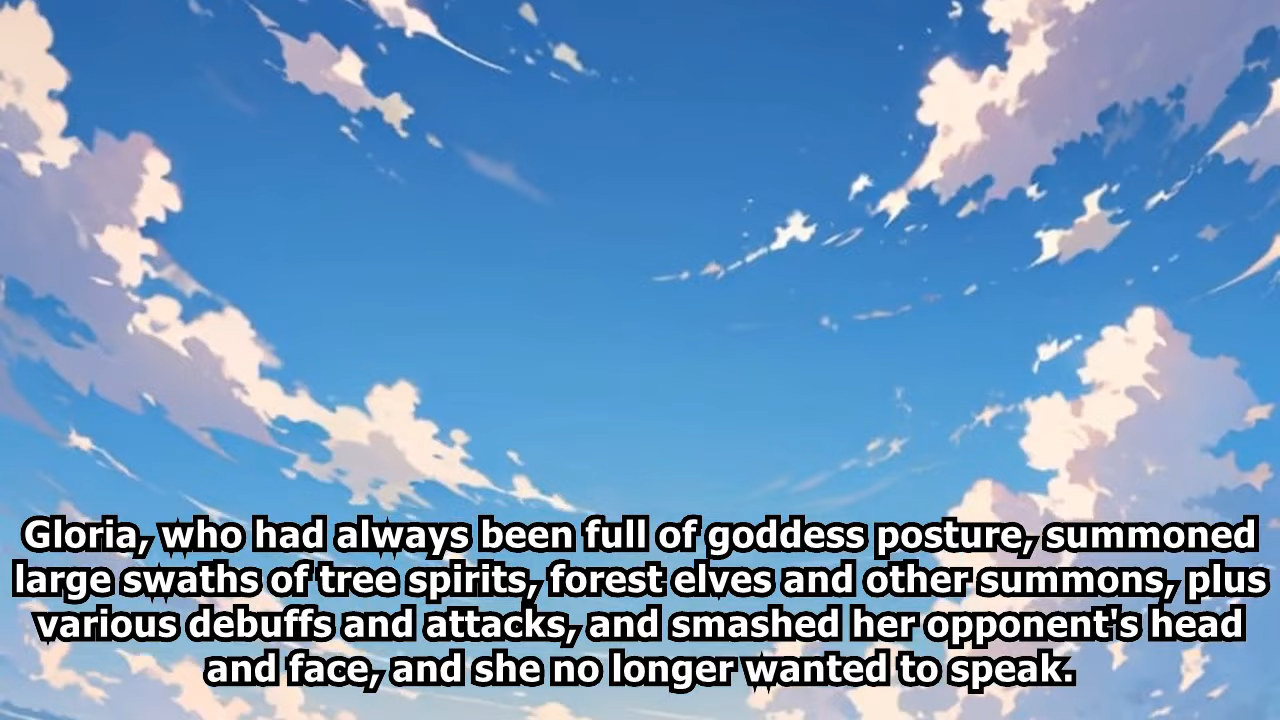 Gloria, who had always been full of goddess posture, summoned
large swaths of tree spirits, forest elves and other summons, plus
various debuffs and attacks, and smashed her opponent's head
and face, and she no longer wanted to speak.